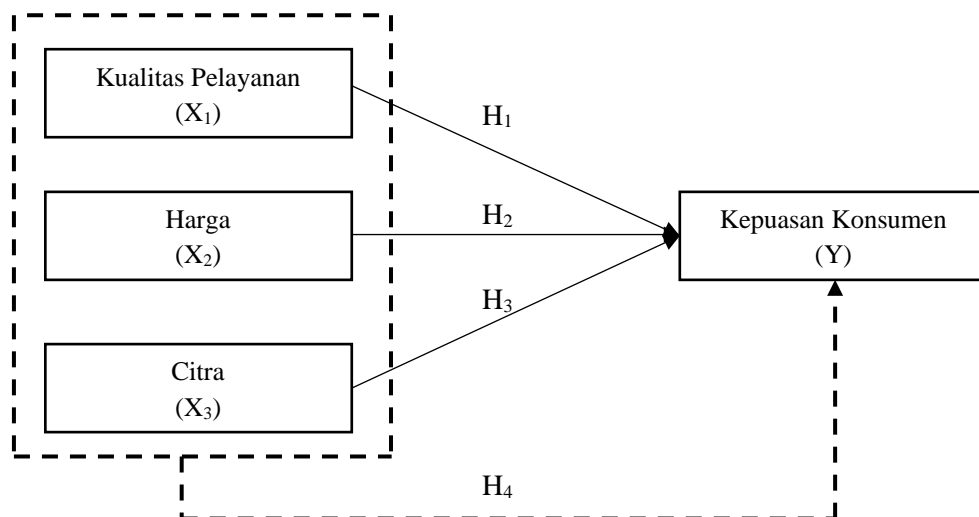 Kualitas Pelayanan
(X₁)
H₁
Harga
(X₂)
H₂
Kepuasan Konsumen
(Y)
H₃
Citra
(X₃)
H₄